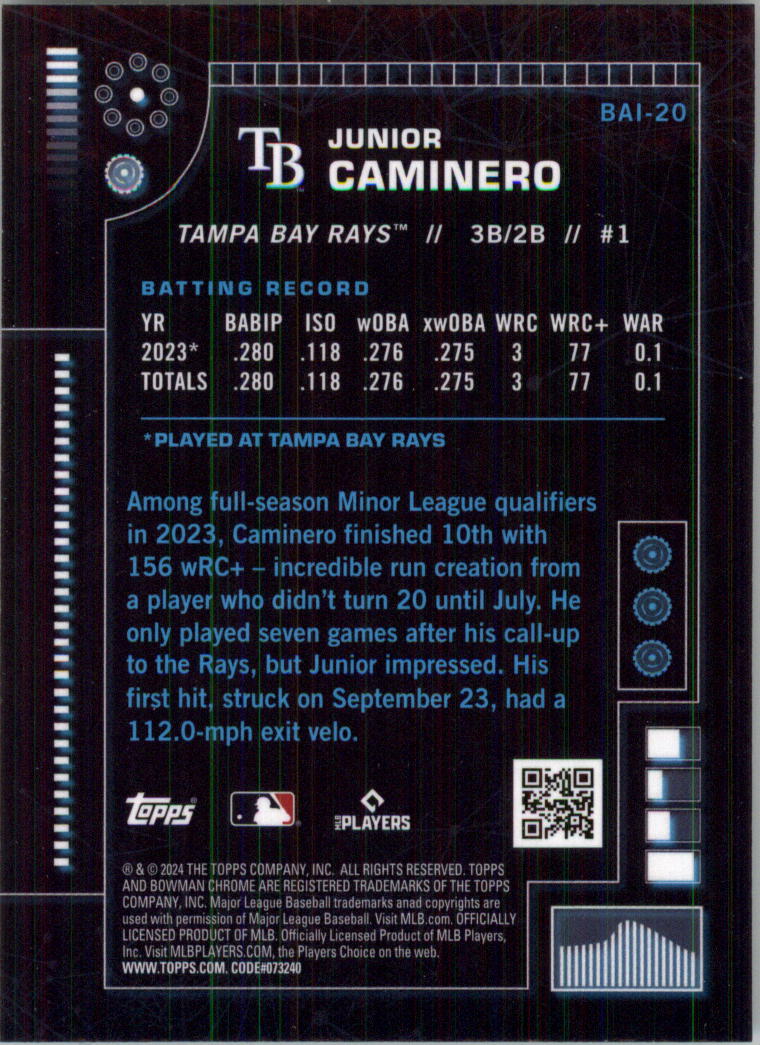 BAI-20
TB
JUNIOR
CAMINERO
TAMPA BAY RAYS™ // 3B/2B // #1
BATTING RECORD
YR BABIP ISO wOBA xwOBA WRC WRC+ WAR
2023* .280 .118 .276 .275 3 77 0.1
TOTALS .280 .118 .276 .275 3 77 0.1
*PLAYED AT TAMPA BAY RAYS
Among full-season Minor League qualifiers
in 2023, Caminero finished 10th with
156 wRC+ – incredible run creation from
a player who didn't turn 20 until July. He
only played seven games after his call-up
to the Rays, but Junior impressed. His
first hit, struck on September 23, had a
112.0-mph exit velo.
topps®
MLB PLAYERS
® & © 2024 THE TOPPS COMPANY, INC. ALL RIGHTS RESERVED. TOPPS
AND BOWMAN CHROME ARE REGISTERED TRADEMARKS OF THE TOPPS
COMPANY, INC. Major League Baseball trademarks anad copyrights are
used with permission of Major League Baseball. Visit MLB.com. OFFICIALLY
LICENSED PRODUCT OF MLB. Officially Licensed Product of MLB Players,
Inc. Visit MLBPLAYERS.COM, the Players Choice on the web.
WWW.TOPPS.COM. CODE#073240